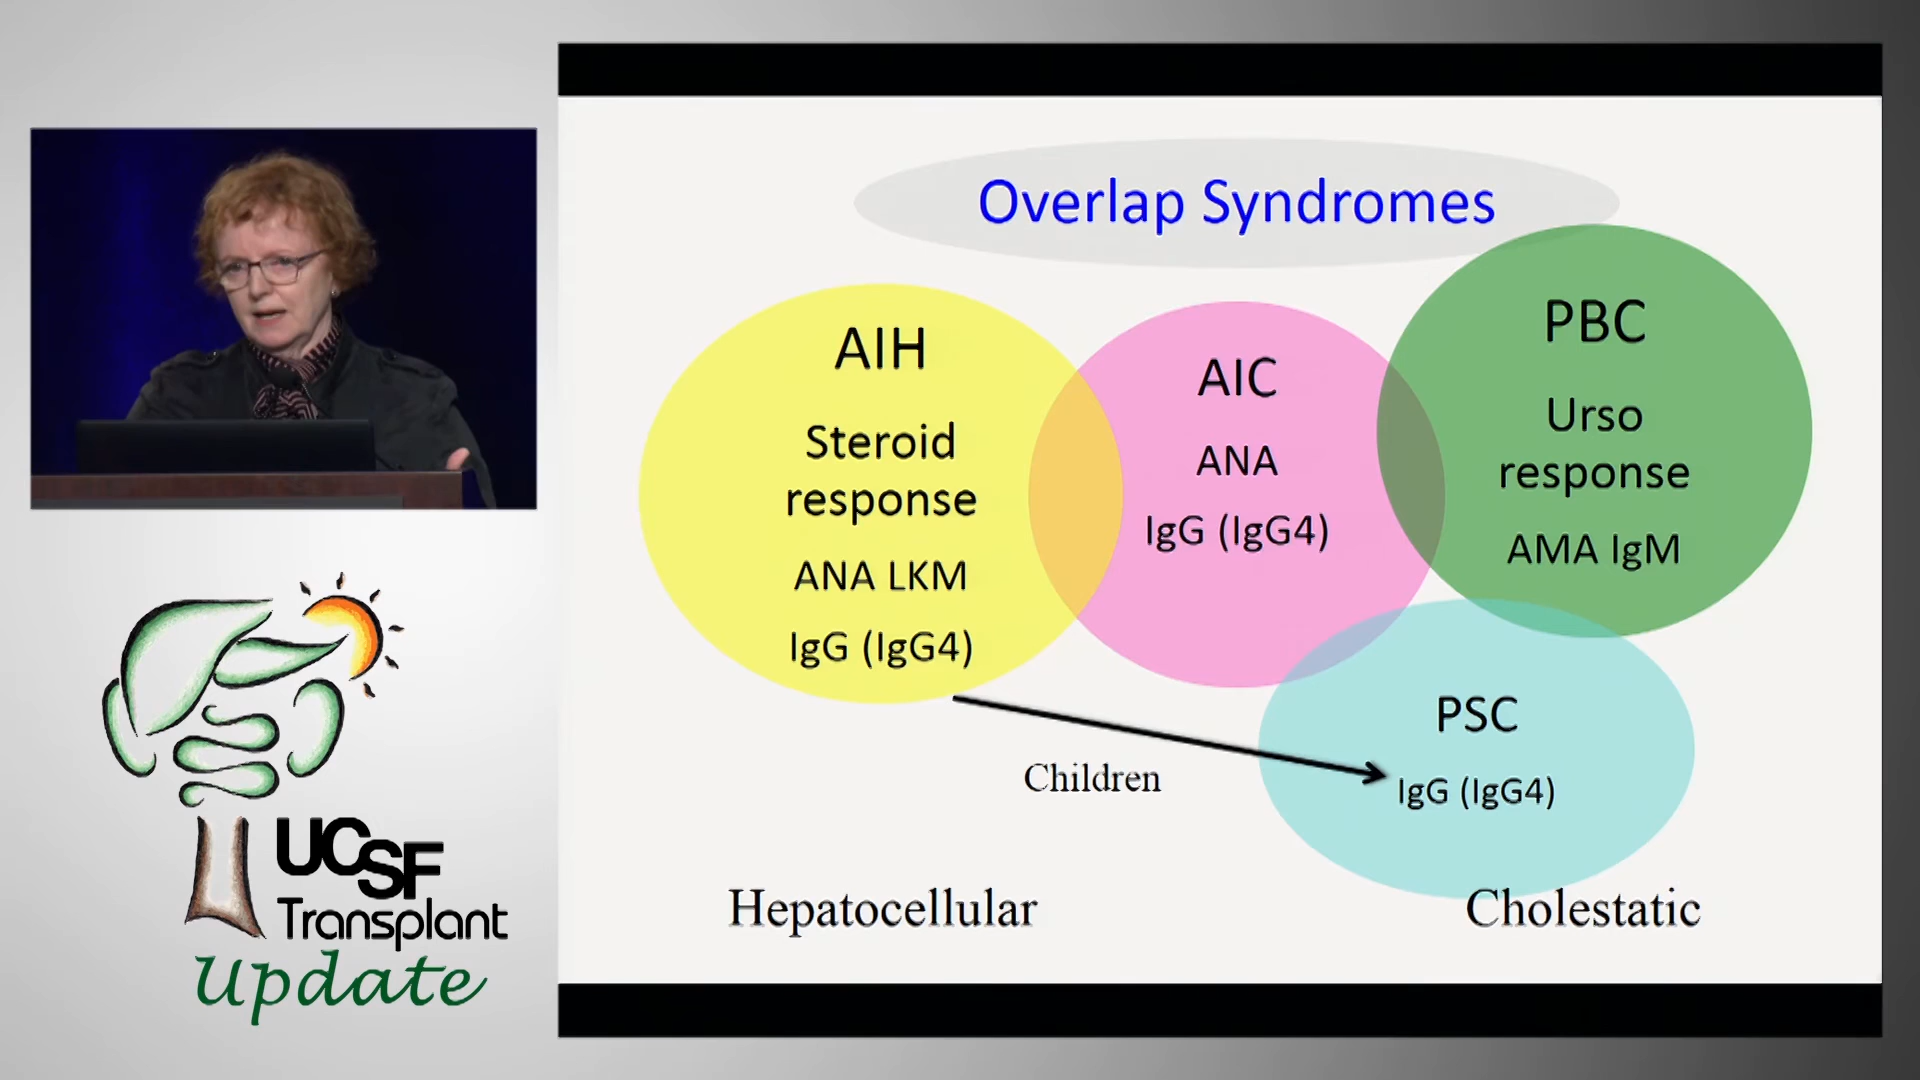 Overlap Syndromes
AIH
Steroid
response
ANA LKM
IgG (IgG4)
AIC
ANA
IgG (IgG4)
PBC
Urso
response
AMA IgM
PSC
IgG (IgG4)
Children
Hepatocellular
Cholestatic
UCSF
Transplant
Update